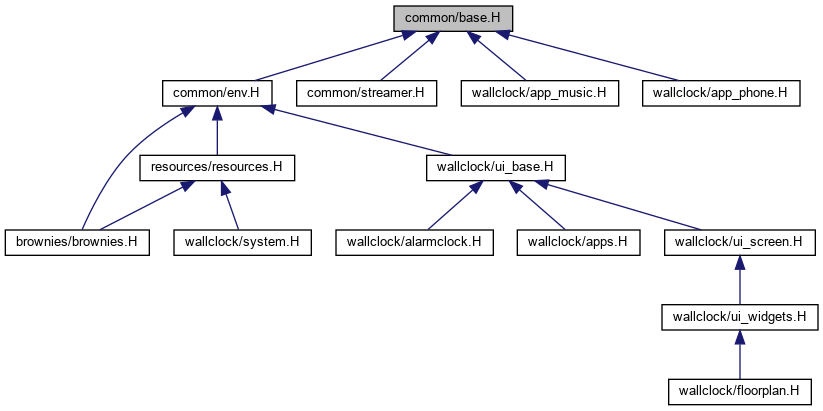 common/base.H
common/env.H
common/streamer.H
wallclock/app_music.H
wallclock/app_phone.H
resources/resources.H
wallclock/ui_base.H
brownies/brownies.H
wallclock/system.H
wallclock/alarmclock.H
wallclock/apps.H
wallclock/ui_screen.H
wallclock/ui_widgets.H
wallclock/floorplan.H